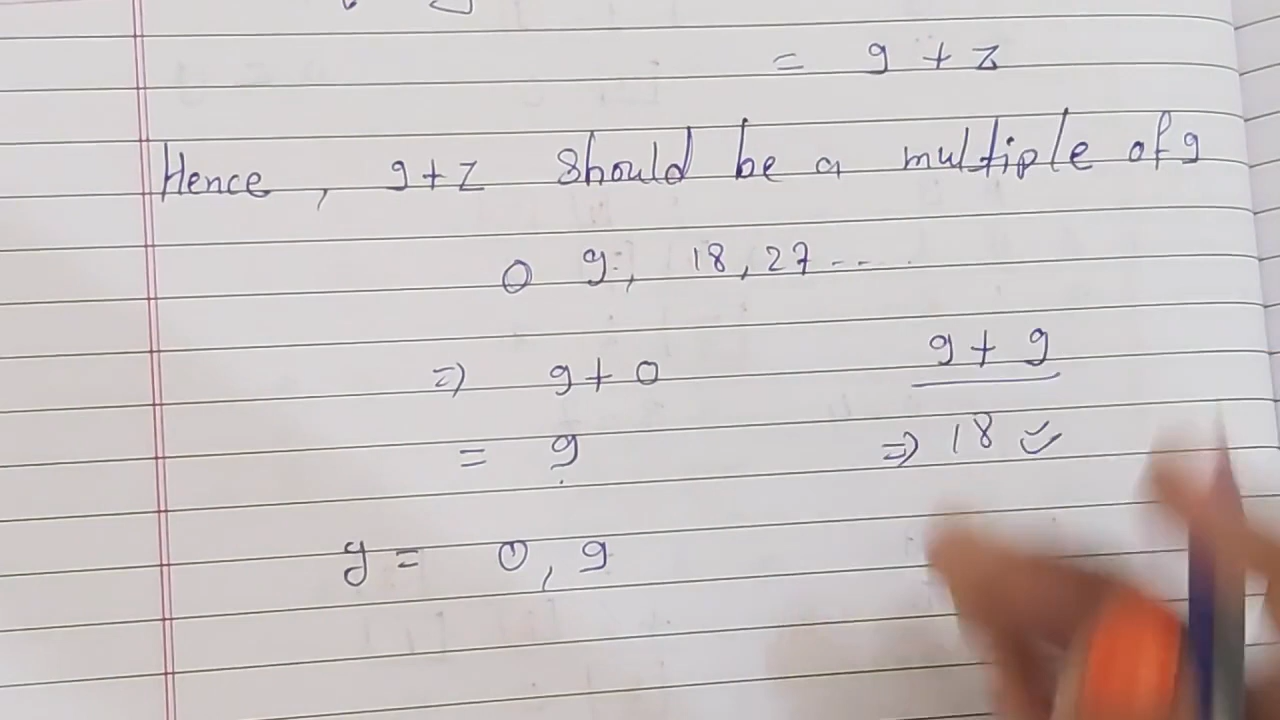 = 9 + z
Hence, 9+z should be a multiple of 9
0 9, 18, 27 ----
=) 9+0 9+9
= 9 =) 18
y = 0, 9